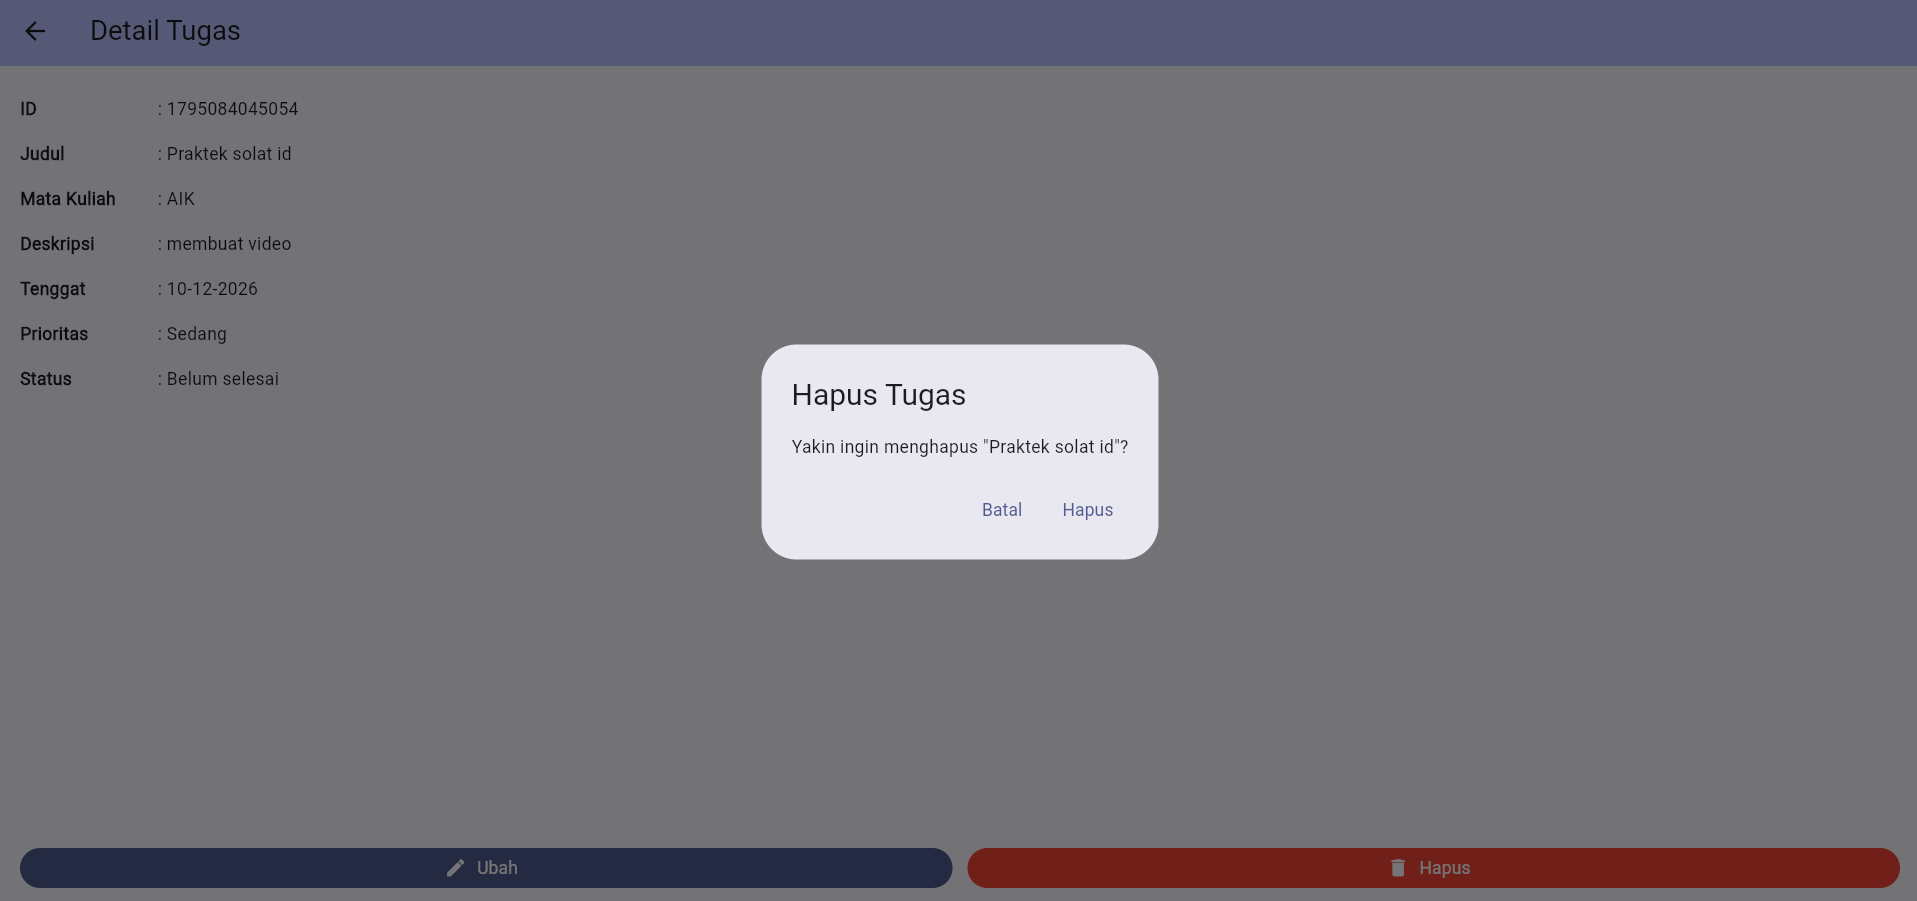 Detail Tugas
ID : 1795084045054
Judul : Praktek solat id
Mata Kuliah : AIK
Deskripsi : membuat video
Tenggat : 10-12-2026
Prioritas : Sedang
Status : Belum selesai
Hapus Tugas
Yakin ingin menghapus "Praktek solat id"?
Batal Hapus
Ubah Hapus